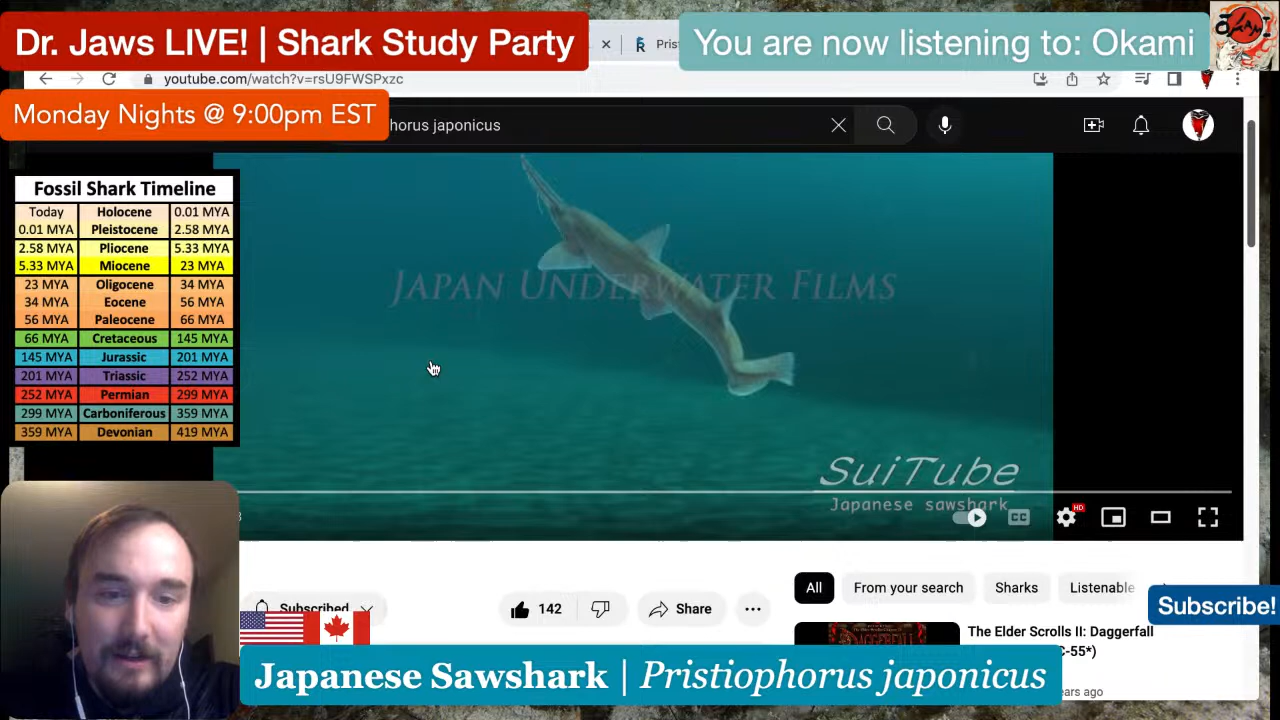 Dr. Jaws LIVE! | Shark Study Party
You are now listening to: Okami
Monday Nights @ 9:00pm EST
youtube.com/watch?v=rsU9FWSPxzc
horus japonicus
Fossil Shark Timeline
Today Holocene 0.01 MYA
0.01 MYA Pleistocene 2.58 MYA
2.58 MYA Pliocene 5.33 MYA
5.33 MYA Miocene 23 MYA
23 MYA Oligocene 34 MYA
34 MYA Eocene 56 MYA
56 MYA Paleocene 66 MYA
66 MYA Cretaceous 145 MYA
145 MYA Jurassic 201 MYA
201 MYA Triassic 252 MYA
252 MYA Permian 299 MYA
299 MYA Carboniferous 359 MYA
359 MYA Devonian 419 MYA
JAPAN UNDERWATER FILMS
SuiTube
Japanese sawshark
CC
HD
All
From your search
Sharks
Listenable
Subscribed
142
Share
Subscribe!
The Elder Scrolls II: Daggerfall
C-55*)
ears ago
DAGGERFALL
Japanese Sawshark | Pristiophorus japonicus